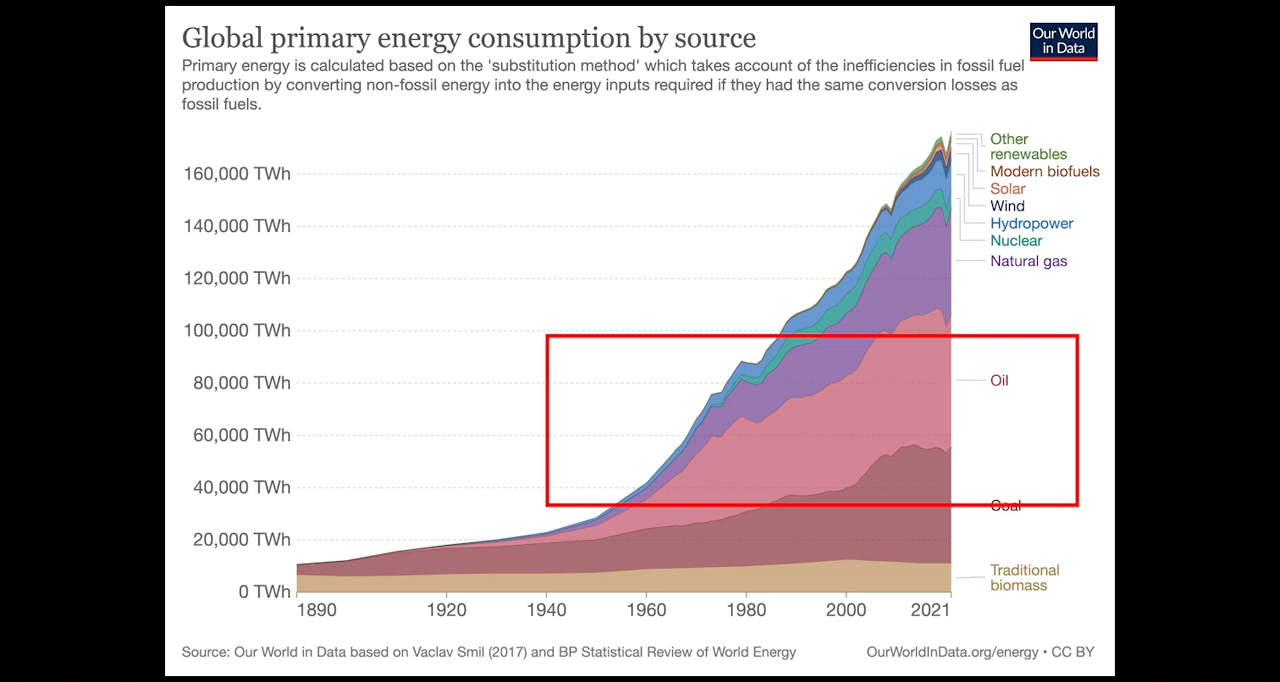 Global primary energy consumption by source
Our World
in Data
Primary energy is calculated based on the 'substitution method' which takes account of the inefficiencies in fossil fuel
production by converting non-fossil energy into the energy inputs required if they had the same conversion losses as
fossil fuels.
160,000 TWh
140,000 TWh
120,000 TWh
100,000 TWh
80,000 TWh
60,000 TWh
40,000 TWh
20,000 TWh
0 TWh
Other
renewables
Modern biofuels
Solar
Wind
Hydropower
Nuclear
Natural gas
Oil
Coal
Traditional
biomass
1890 1920 1940 1960 1980 2000 2021
Source: Our World in Data based on Vaclav Smil (2017) and BP Statistical Review of World Energy
OurWorldInData.org/energy • CC BY